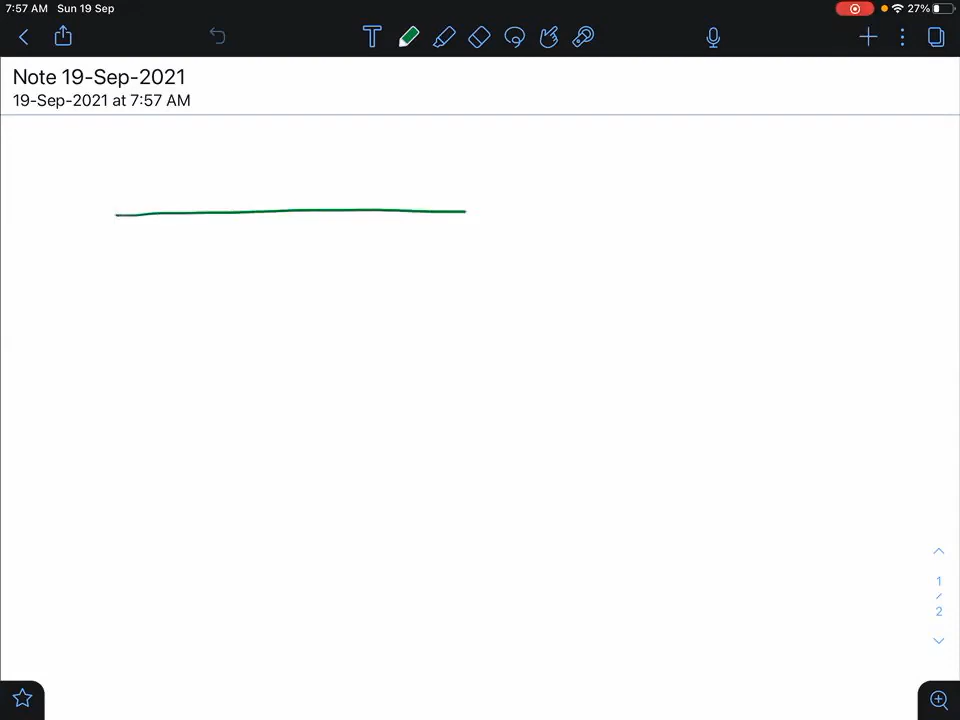 7:57 AM Sun 19 Sep 27%
Note 19-Sep-2021
19-Sep-2021 at 7:57 AM
1
/
2